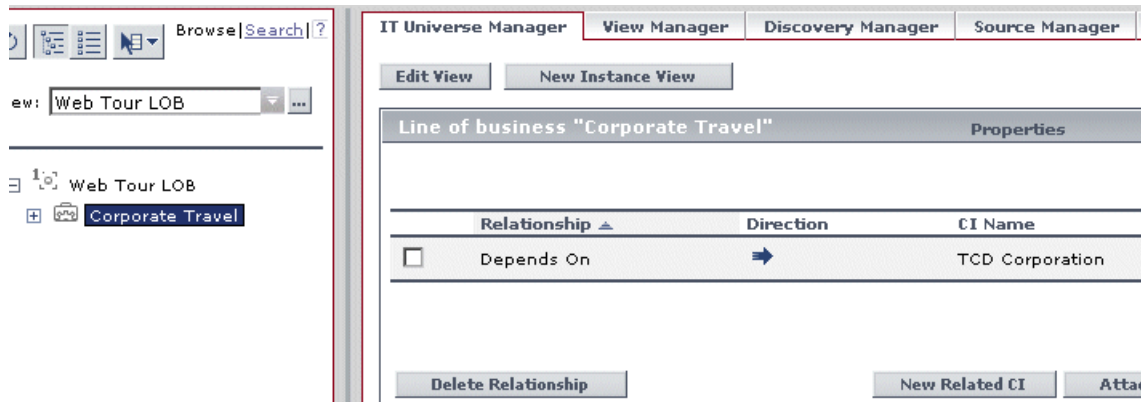 Browse|Search|?
ew: Web Tour LOB ...
1 Web Tour LOB
Corporate Travel
IT Universe Manager View Manager Discovery Manager Source Manager
Edit View New Instance View
Line of business "Corporate Travel" Properties
Relationship Direction CI Name
Depends On TCD Corporation
Delete Relationship New Related CI Attac